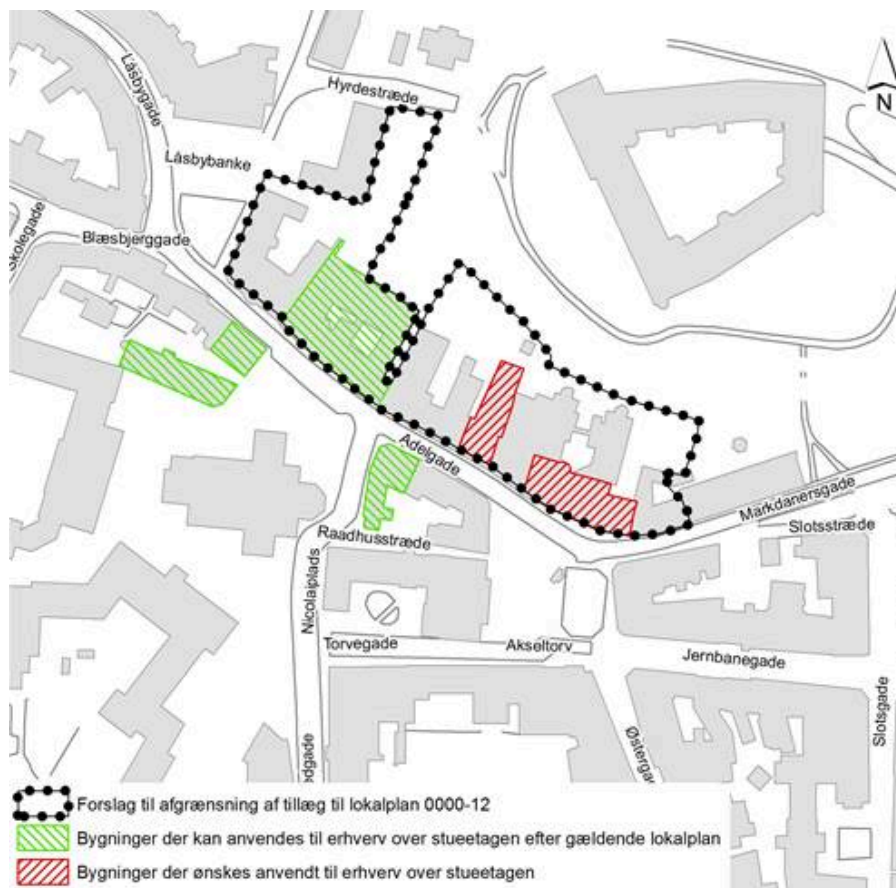 Låsbygade
Hyrdestræde
N
Låsbybanke
Skolegade
Blæsbjerggade
Adelgade
Markdanersgade
Slotsstræde
Raadhusstræde
Nicolaiplads
Torvegade
Akseltorv
Jernbanegade
Slotsgade
Østerga
edgade
Forslag til afgrænsning af tillæg til lokalplan 0000-12
Bygninger der kan anvendes til erhverv over stueetagen efter gældende lokalplan
Bygninger der ønskes anvendt til erhverv over stueetagen